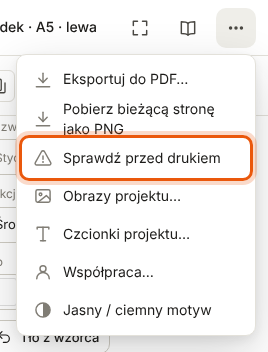 dek · A5 · lewa
Eksportuj do PDF...
Pobierz bieżącą stronę
jako PNG
Sprawdź przed drukiem
Obrazy projektu...
Czcionki projektu...
Współpraca...
Jasny / ciemny motyw
Tło z wzorca